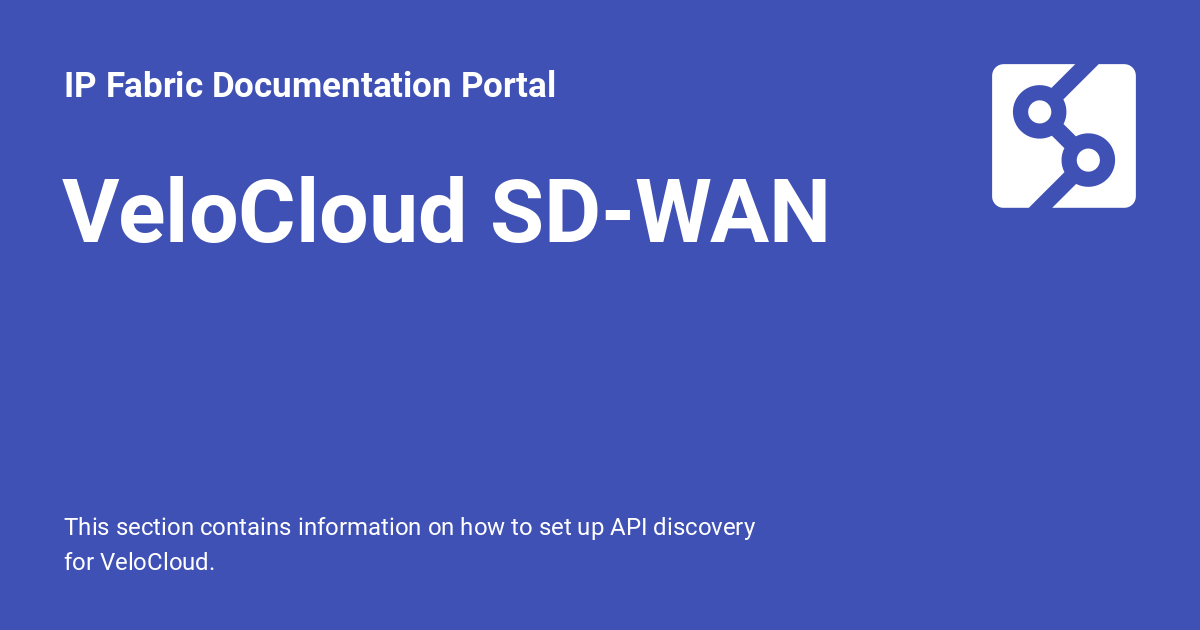 IP Fabric Documentation Portal
VeloCloud SD-WAN
This section contains information on how to set up API discovery
for VeloCloud.